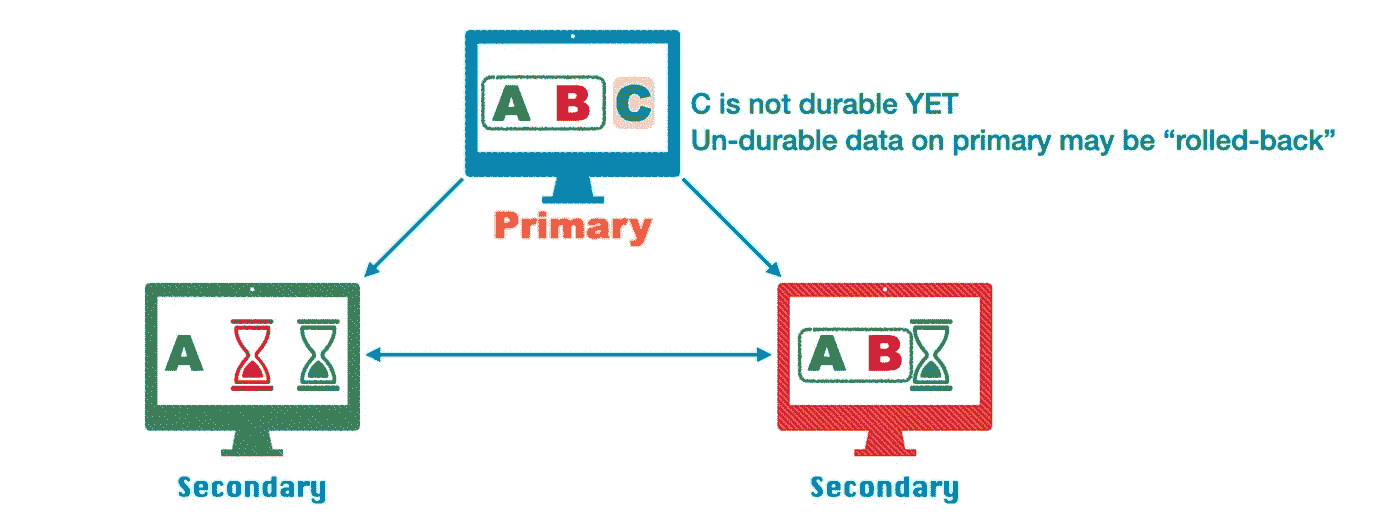 A B C
C is not durable YET
Un-durable data on primary may be “rolled-back”
Primary
A
A B
Secondary
Secondary